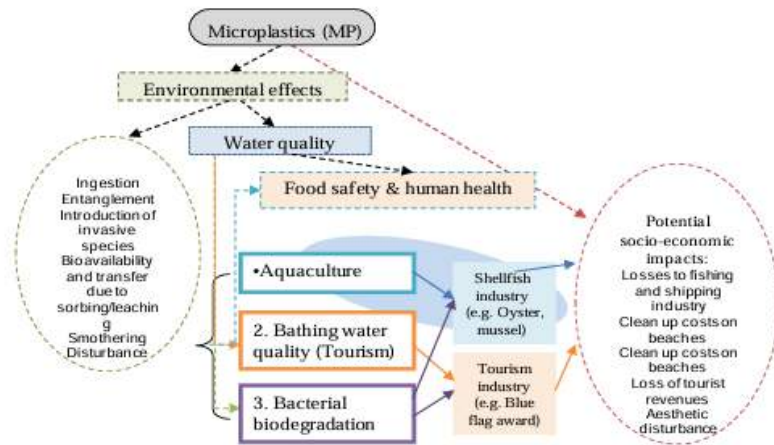 Microplastics (MP)
Environmental effects
Water quality
Food safety & human health
Ingestion
Entanglement
Introduction of
invasive
species
Bioavailability
and transfer
due to
sorbing/leachin
g
Smothering
Disturbance
•Aquaculture
2. Bathing water
quality (Tourism)
3. Bacterial
biodegradation
Shellfish
industry
(e.g. Oyster,
mussel)
Tourism
industry
(e.g. Blue
flag award)
Potential
socio-economic
impacts:
Losses to fishing
and shipping
industry
Clean up costs on
beaches
Clean up costs on
beaches
Loss of tourist
revenues
Aesthetic
disturbance